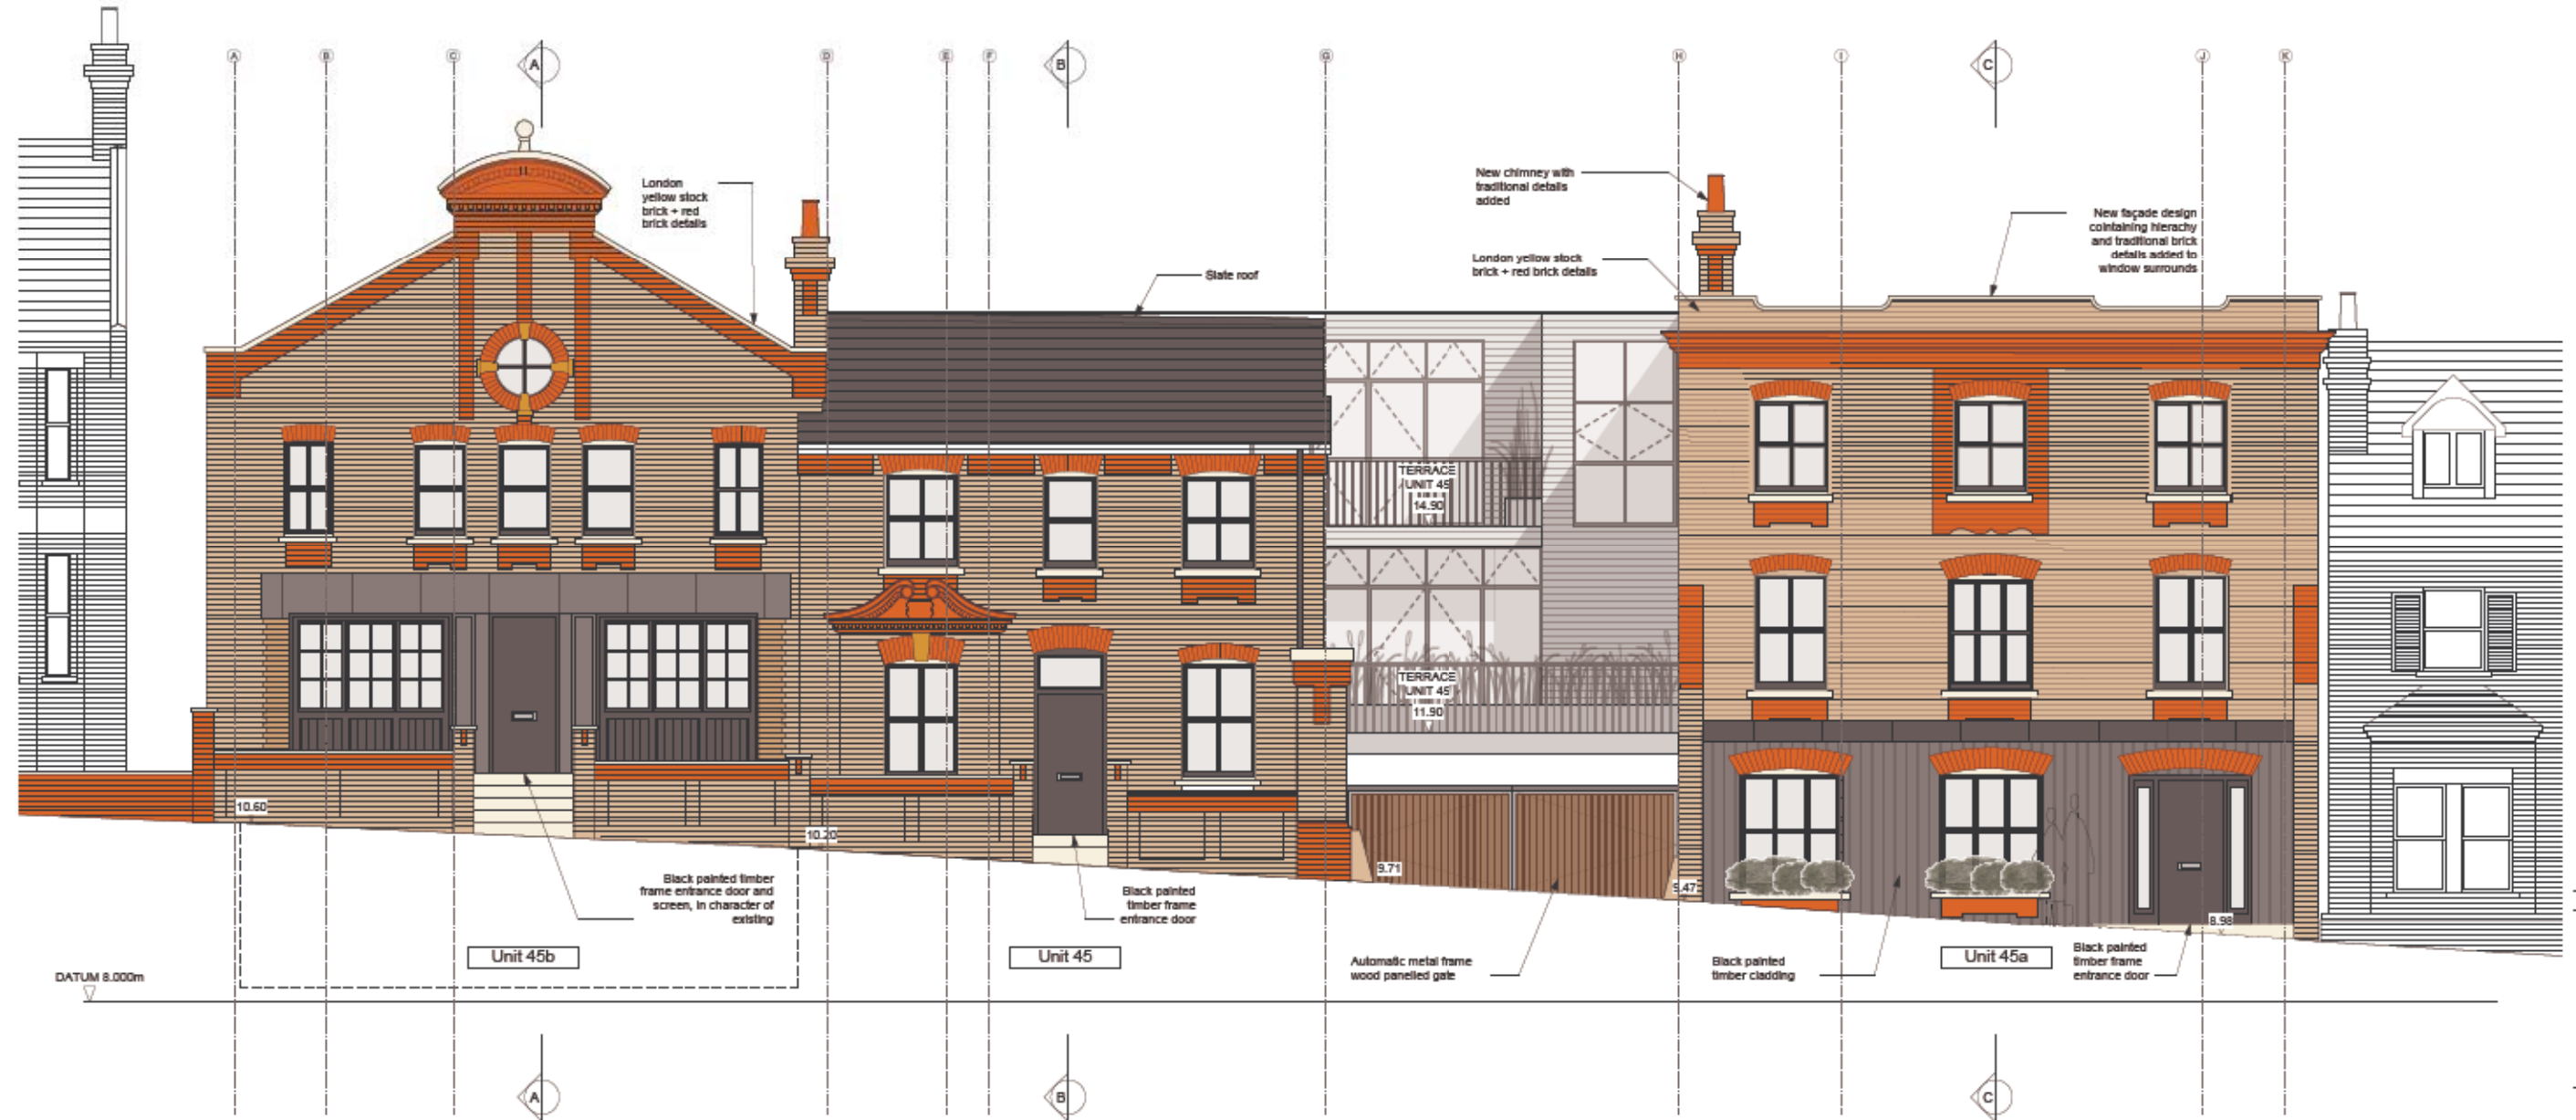 A
B
C
A
D
E
F
B
G
H
I
C
J
K
London
yellow stock
brick + red
brick details
New chimney with
traditional details
added
New façade design
cointaining hierachy
and traditional brick
details added to
window surrounds
Slate roof
London yellow stock
brick + red brick details
TERRACE
UNIT 45
14.90
TERRACE
UNIT 45
11.90
10.60
10.20
9.71
9.47
8.98
Black painted timber
frame entrance door and
screen, in character of
existing
Black painted
timber frame
entrance door
Automatic metal frame
wood panelled gate
Black painted
timber cladding
Black painted
timber frame
entrance door
Unit 45b
Unit 45
Unit 45a
DATUM 8.000m
A
B
C